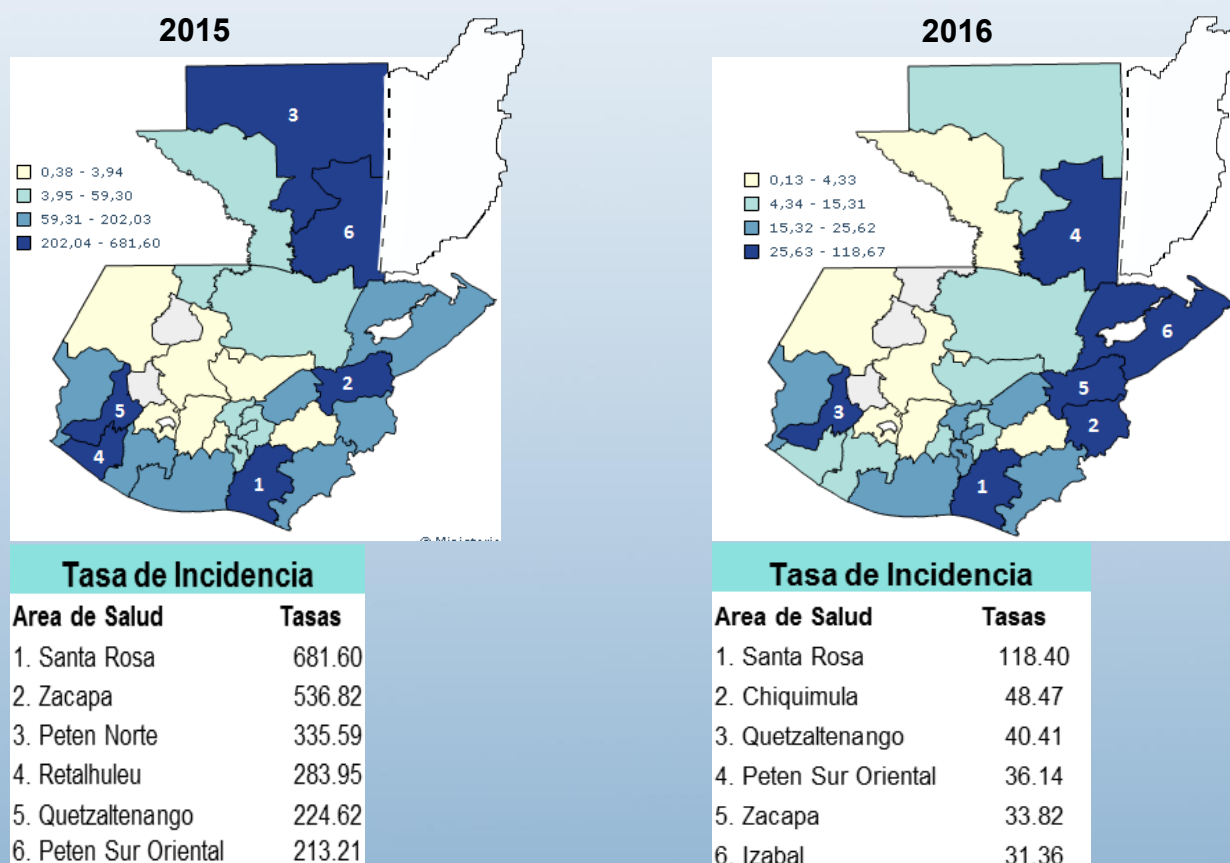 2015
3
0,38 - 3,94
3,95 - 59,30
59,31 - 202,03
202,04 - 681,60
6
2
5
4
1
Tasa de Incidencia
Area de Salud Tasas
1. Santa Rosa 681.60
2. Zacapa 536.82
3. Peten Norte 335.59
4. Retalhuleu 283.95
5. Quetzaltenango 224.62
6. Peten Sur Oriental 213.21
2016
0,13 - 4,33
4,34 - 15,31
15,32 - 25,62
25,63 - 118,67
4
6
5
3
2
1
Tasa de Incidencia
Area de Salud Tasas
1. Santa Rosa 118.40
2. Chiquimula 48.47
3. Quetzaltenango 40.41
4. Peten Sur Oriental 36.14
5. Zacapa 33.82
6. Izabal 31.36